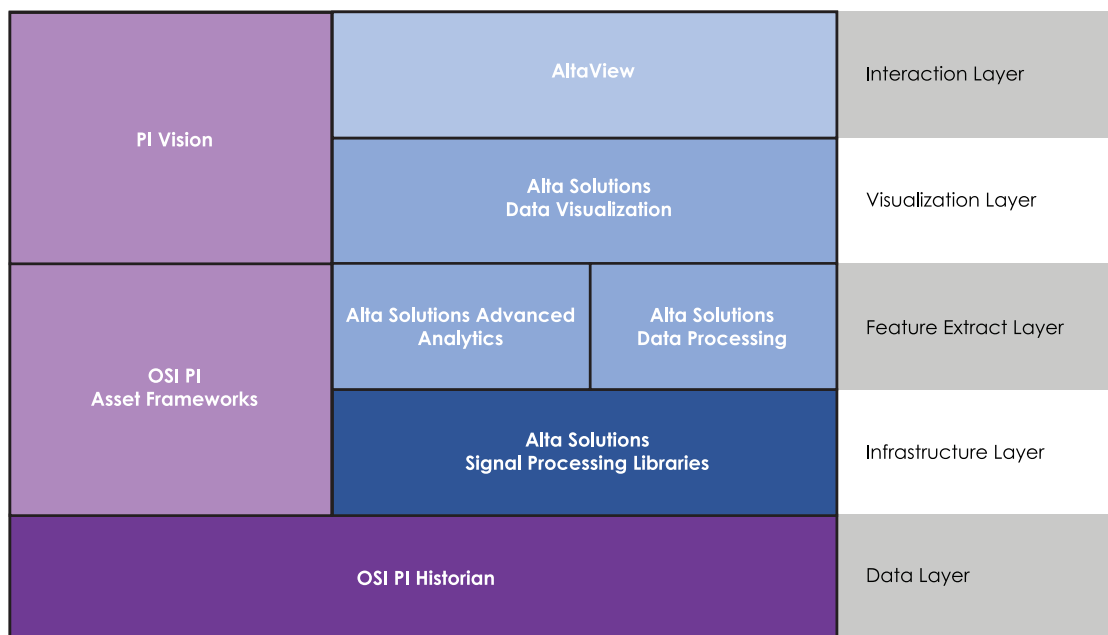 AltaView
Interaction Layer
PI Vision
Alta Solutions
Data Visualization
Visualization Layer
Alta Solutions Advanced
Analytics
Alta Solutions
Data Processing
Feature Extract Layer
OSI PI
Asset Frameworks
Alta Solutions
Signal Processing Libraries
Infrastructure Layer
OSI PI Historian
Data Layer